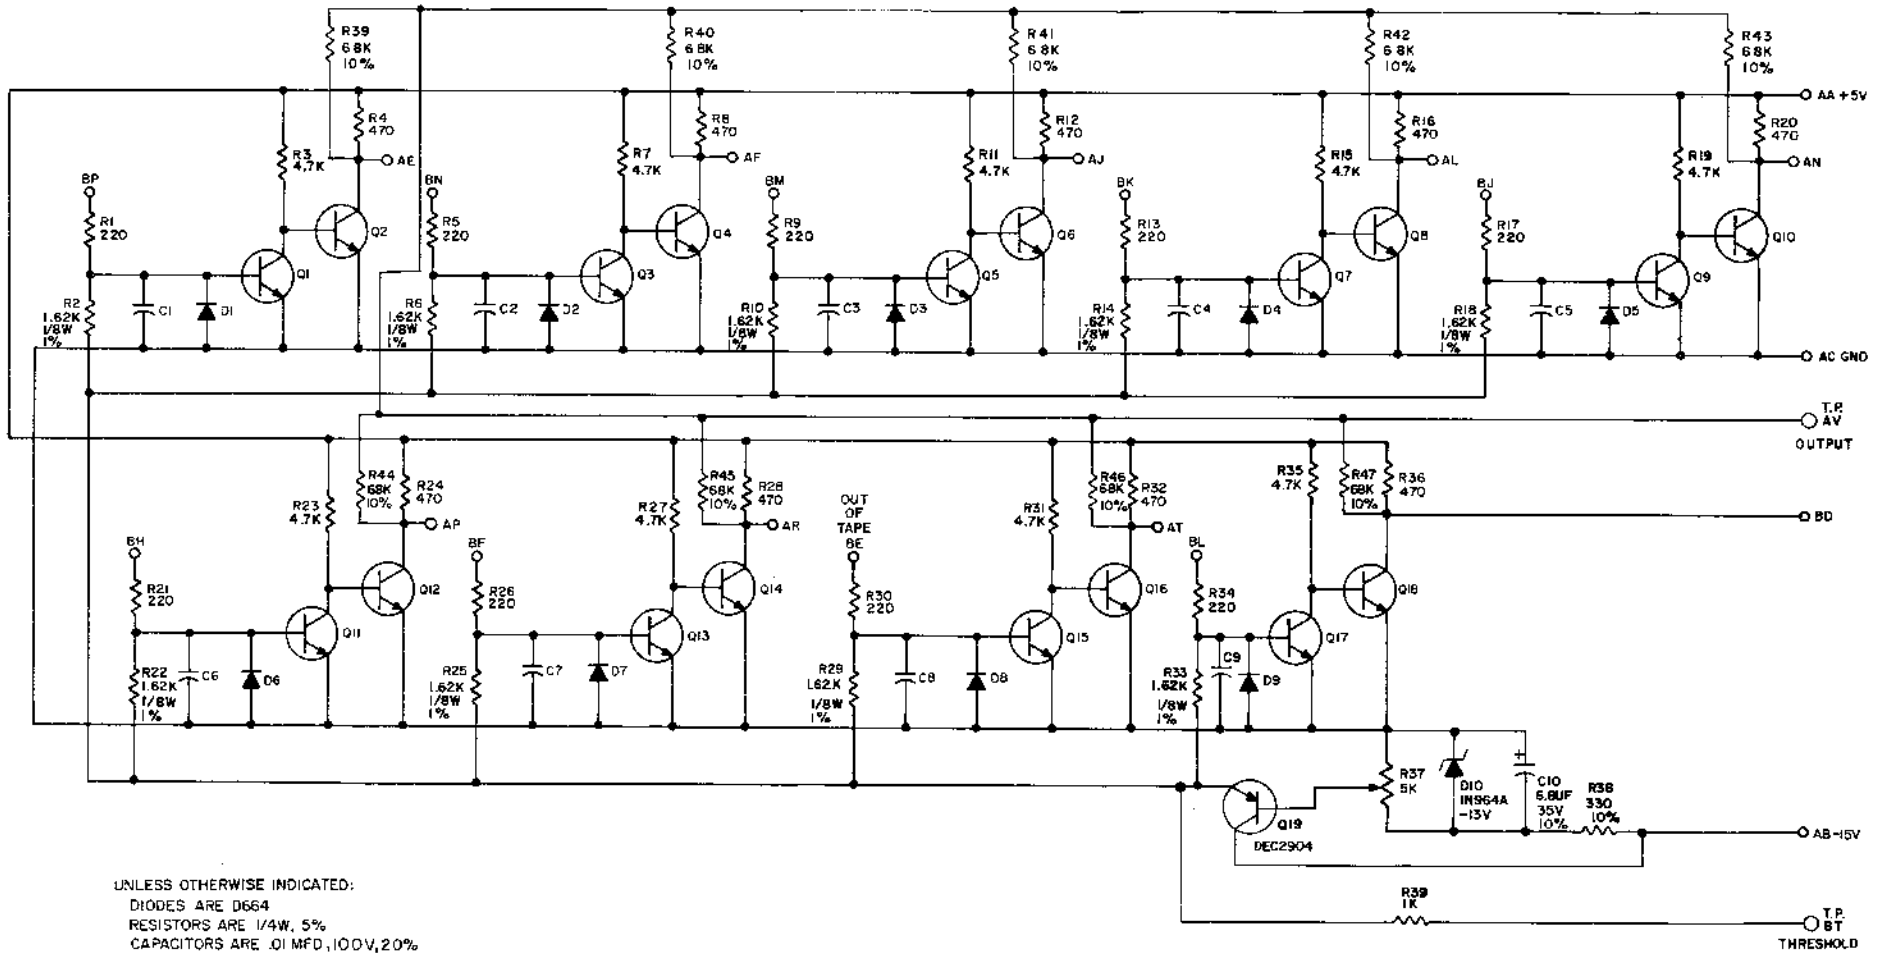 R39
68K
10%
R40
68K
10%
R41
68K
10%
R42
68K
10%
R43
68K
10%
AA +5V
R4
470
R8
470
R12
470
R16
470
R20
470
R3
4.7K
AE
R7
4.7K
AF
R11
4.7K
AJ
R15
4.7K
AL
R19
4.7K
AN
BP
BN
BM
BK
BJ
R1
220
Q2
R5
220
Q4
R9
220
Q6
R13
220
Q8
R17
220
Q10
Q1
Q3
Q5
Q7
Q9
R2
1.62K
1/8W
1%
C1
D1
R6
1.62K
1/8W
1%
C2
D2
R10
1.62K
1/8W
1%
C3
D3
R14
1.62K
1/8W
1%
C4
D4
R18
1.62K
1/8W
1%
C5
D5
AC GND
T.P.
AV
OUTPUT
R44
68K
10%
R24
470
R45
68K
10%
R28
470
R46
68K
10%
R32
470
R35
4.7K
R47
68K
10%
R36
470
R23
4.7K
AP
R27
4.7K
AR
OUT
OF
TAPE
BE
R31
4.7K
AT
BD
BH
BF
BL
R21
220
Q12
R26
220
Q14
R30
220
Q16
R34
220
Q18
Q11
Q13
Q15
Q17
R22
1.62K
1/8W
1%
C6
D6
R25
1.62K
1/8W
1%
C7
D7
R29
1.62K
1/8W
1%
C8
D8
R33
1.62K
1/8W
1%
C9
D9
R37
5K
D10
1N964A
-13V
C10
6.8UF
35V
10%
R38
330
10%
+
Q19
DEC2904
AB-15V
R39
1K
T.P.
BT
THRESHOLD
UNLESS OTHERWISE INDICATED:
DIODES ARE D664
RESISTORS ARE 1/4W, 5%
CAPACITORS ARE .01 MFD, 100V, 20%